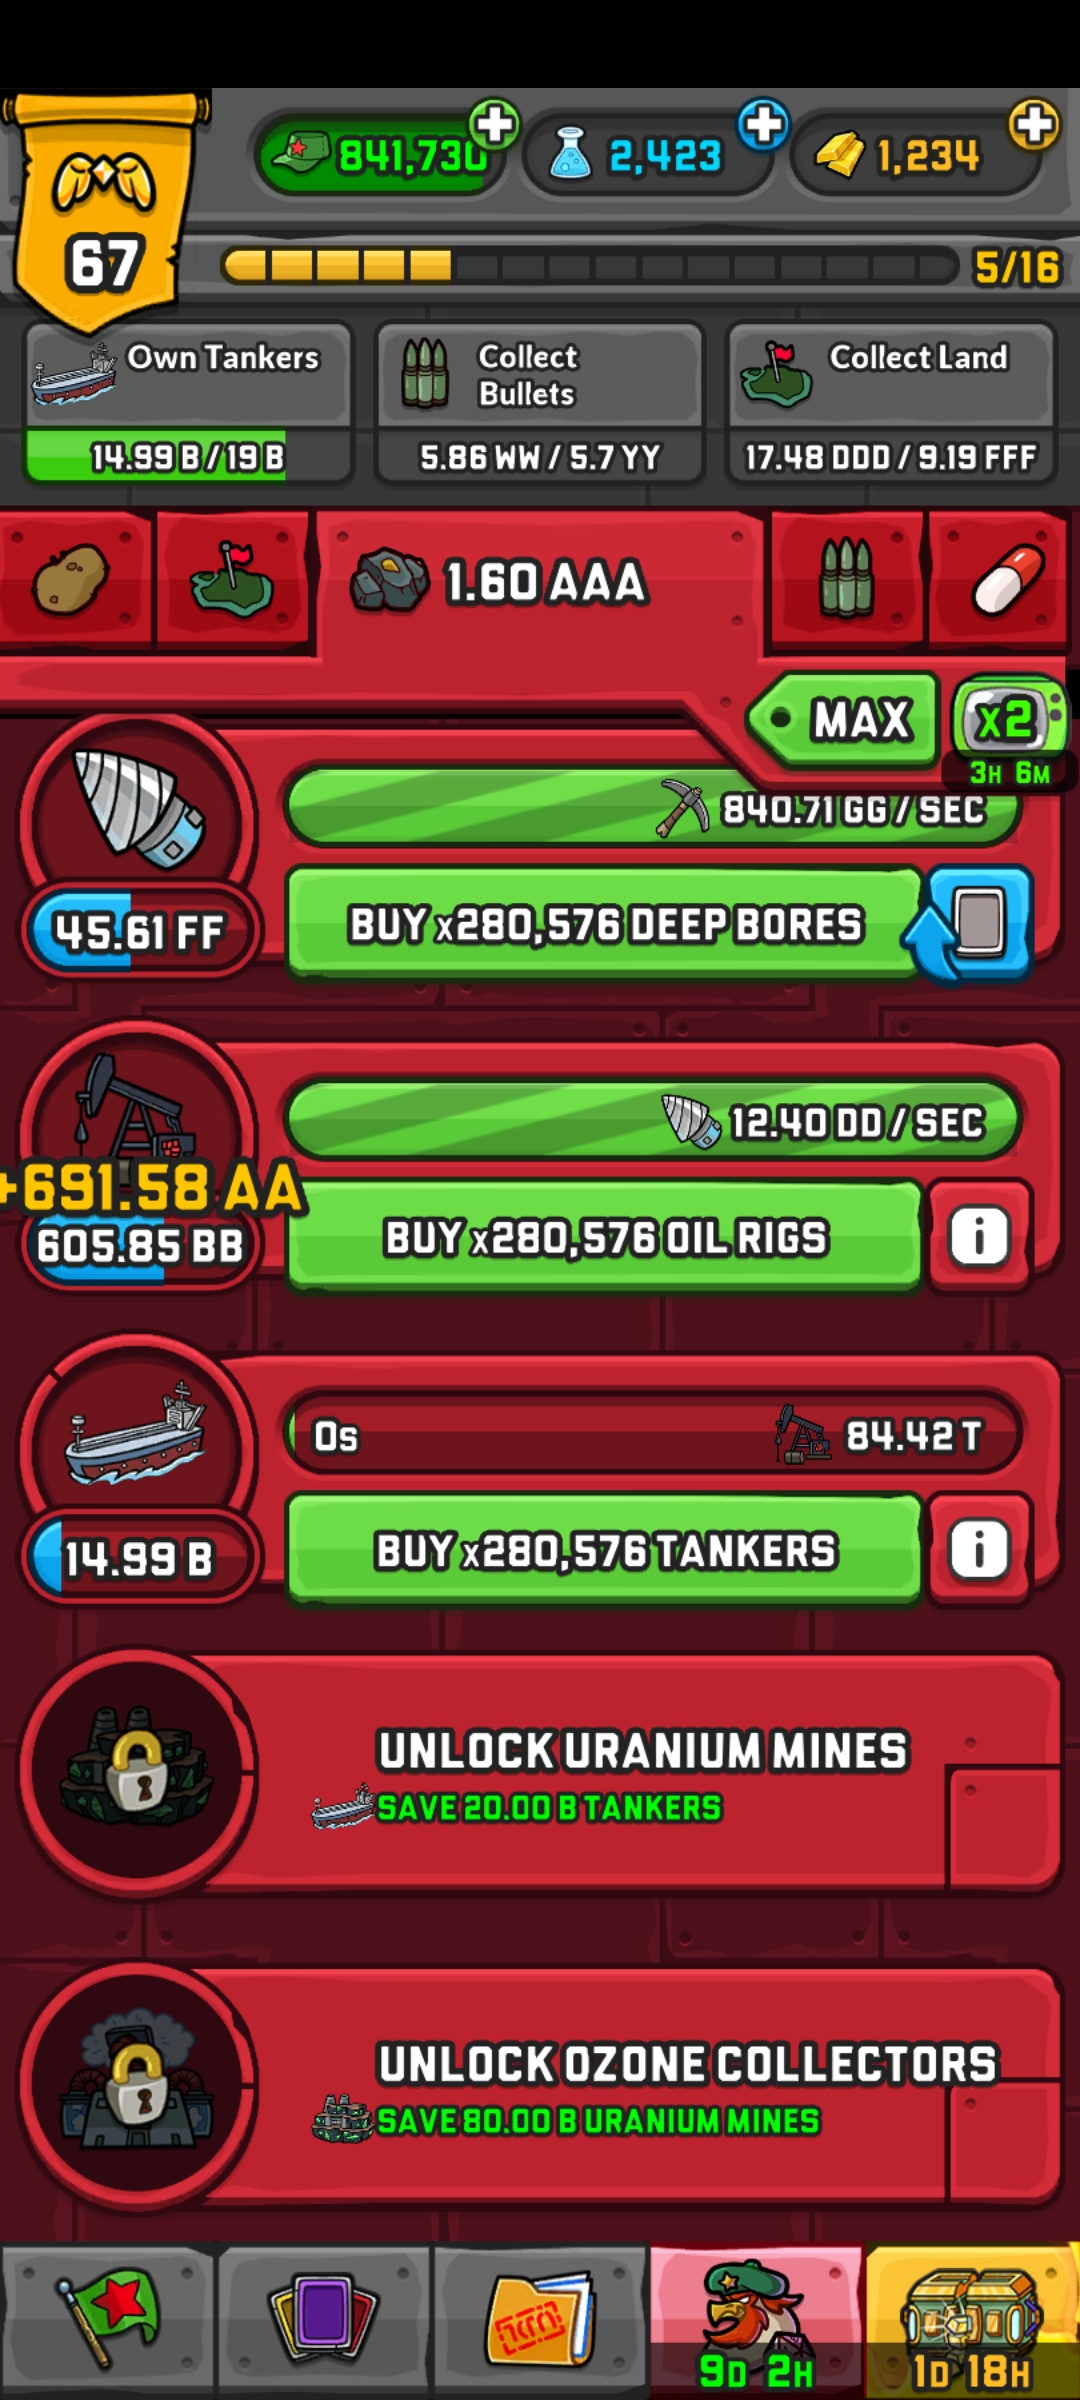 67
841,730
2,423
1,234
5/16
Own Tankers
14.99 B / 19 B
Collect
Bullets
5.86 WW / 5.7 YY
Collect Land
17.48 DDD / 9.19 FFF
1.60 AAA
MAX
x2
3H 6M
840.71 GG / SEC
45.61 FF
BUY x280,576 DEEP BORES
12.40 DD / SEC
+691.58 AA
605.85 BB
BUY x280,576 OIL RIGS
i
0s
84.42 T
14.99 B
BUY x280,576 TANKERS
i
UNLOCK URANIUM MINES
SAVE 20.00 B TANKERS
UNLOCK OZONE COLLECTORS
SAVE 80.00 B URANIUM MINES
9D 2H
1D 18H